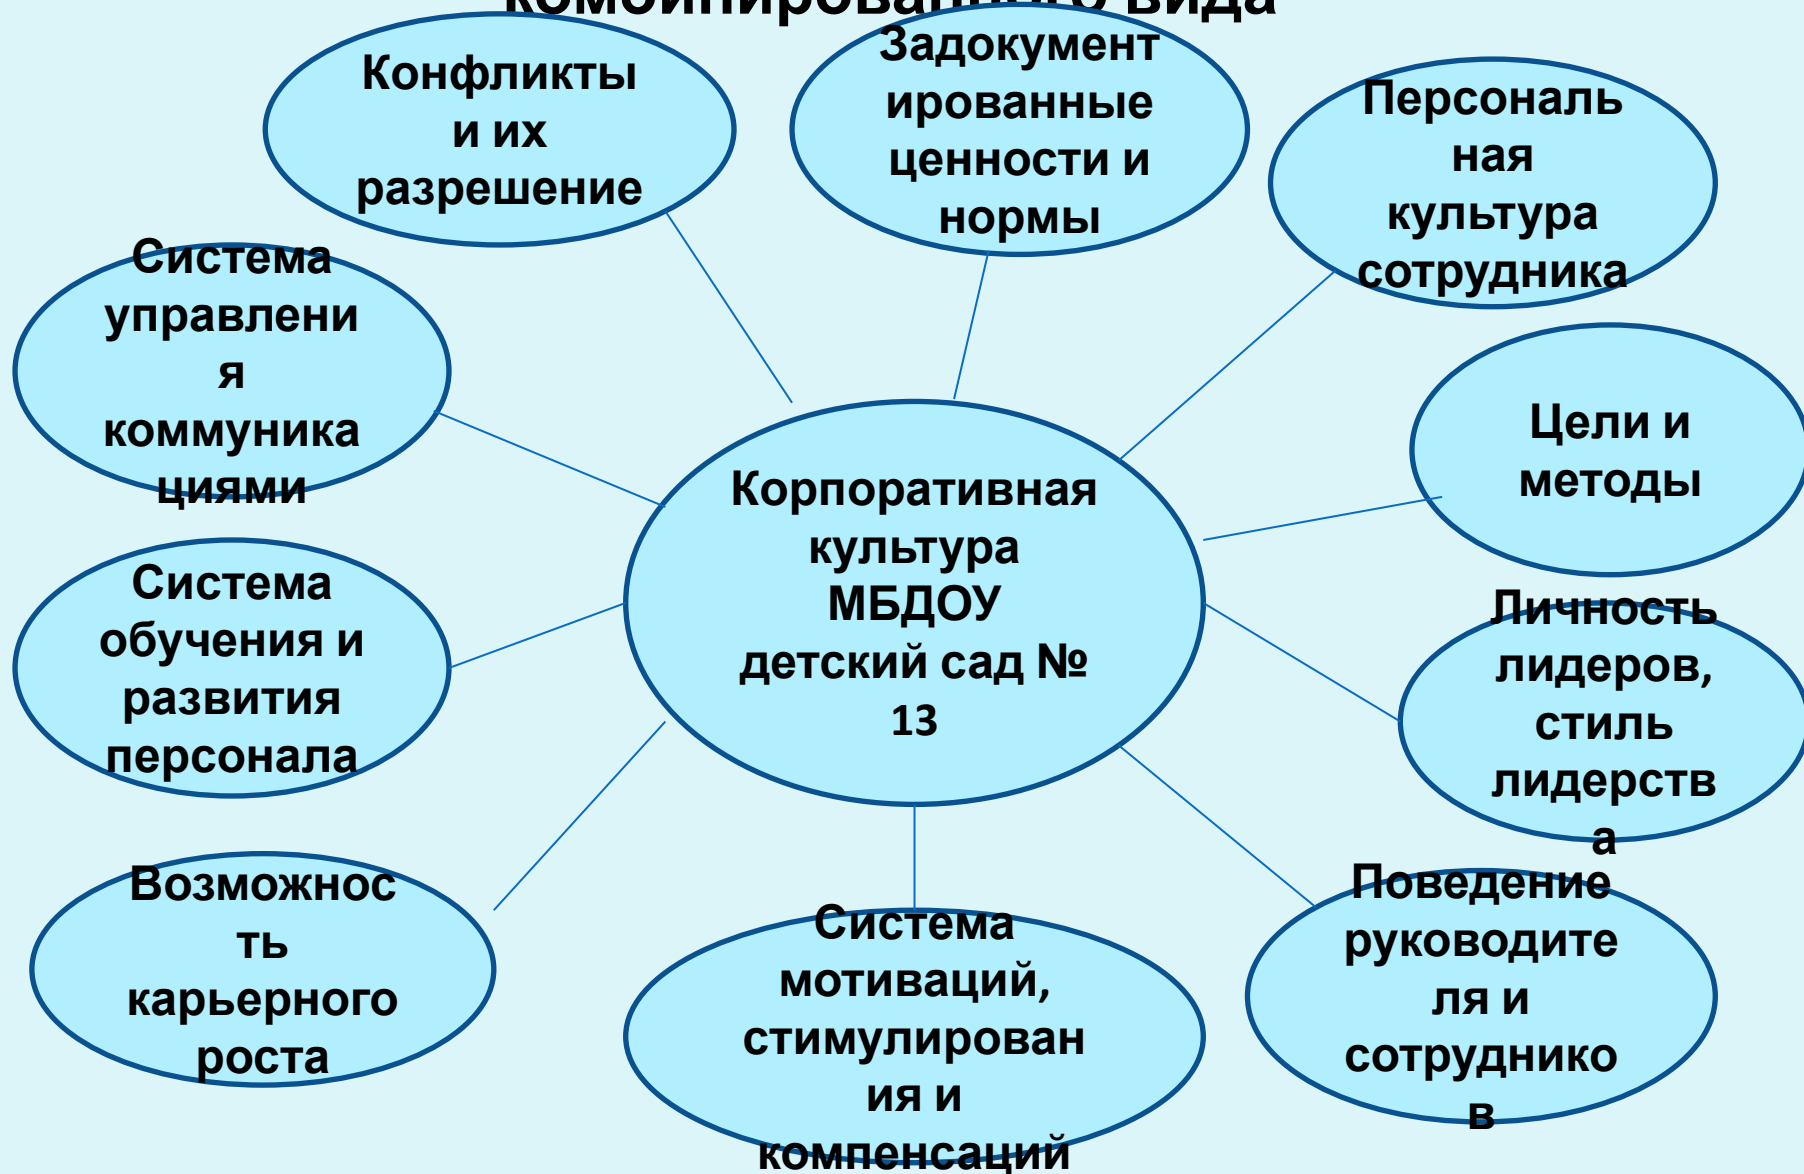 комбинированного вида
Конфликты
и их
разрешение
Задокумент
ированные
ценности и
нормы
Персональ
ная
культура
сотрудника
Система
управлени
я
коммуника
циями
Цели и
методы
Корпоративная
культура
МБДОУ
детский сад №
13
Система
обучения и
развития
персонала
Личность
лидеров,
стиль
лидерств
а
Возможнос
ть
карьерного
роста
Система
мотиваций,
стимулирован
ия и
компенсаций
Поведение
руководите
ля и
сотруднико
в